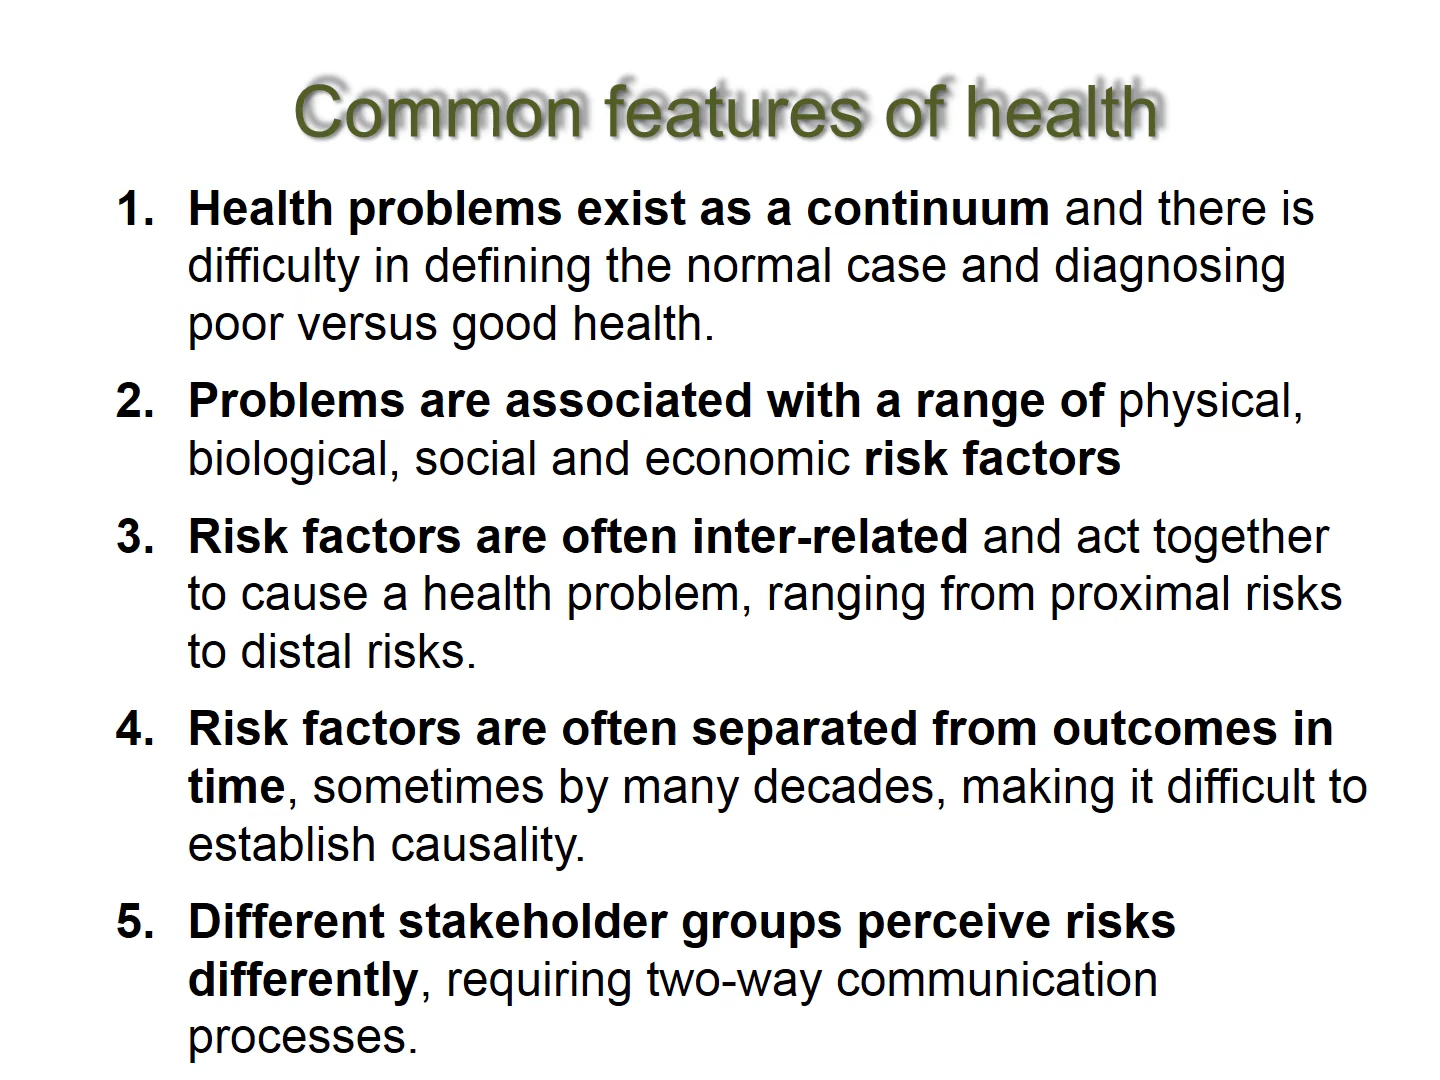 Common features of health
1. Health problems exist as a continuum and there is
difficulty in defining the normal case and diagnosing
poor versus good health.
2. Problems are associated with a range of physical,
biological, social and economic risk factors
3. Risk factors are often inter-related and act together
to cause a health problem, ranging from proximal risks
to distal risks.
4. Risk factors are often separated from outcomes in
time, sometimes by many decades, making it difficult to
establish causality.
5. Different stakeholder groups perceive risks
differently, requiring two-way communication
processes.